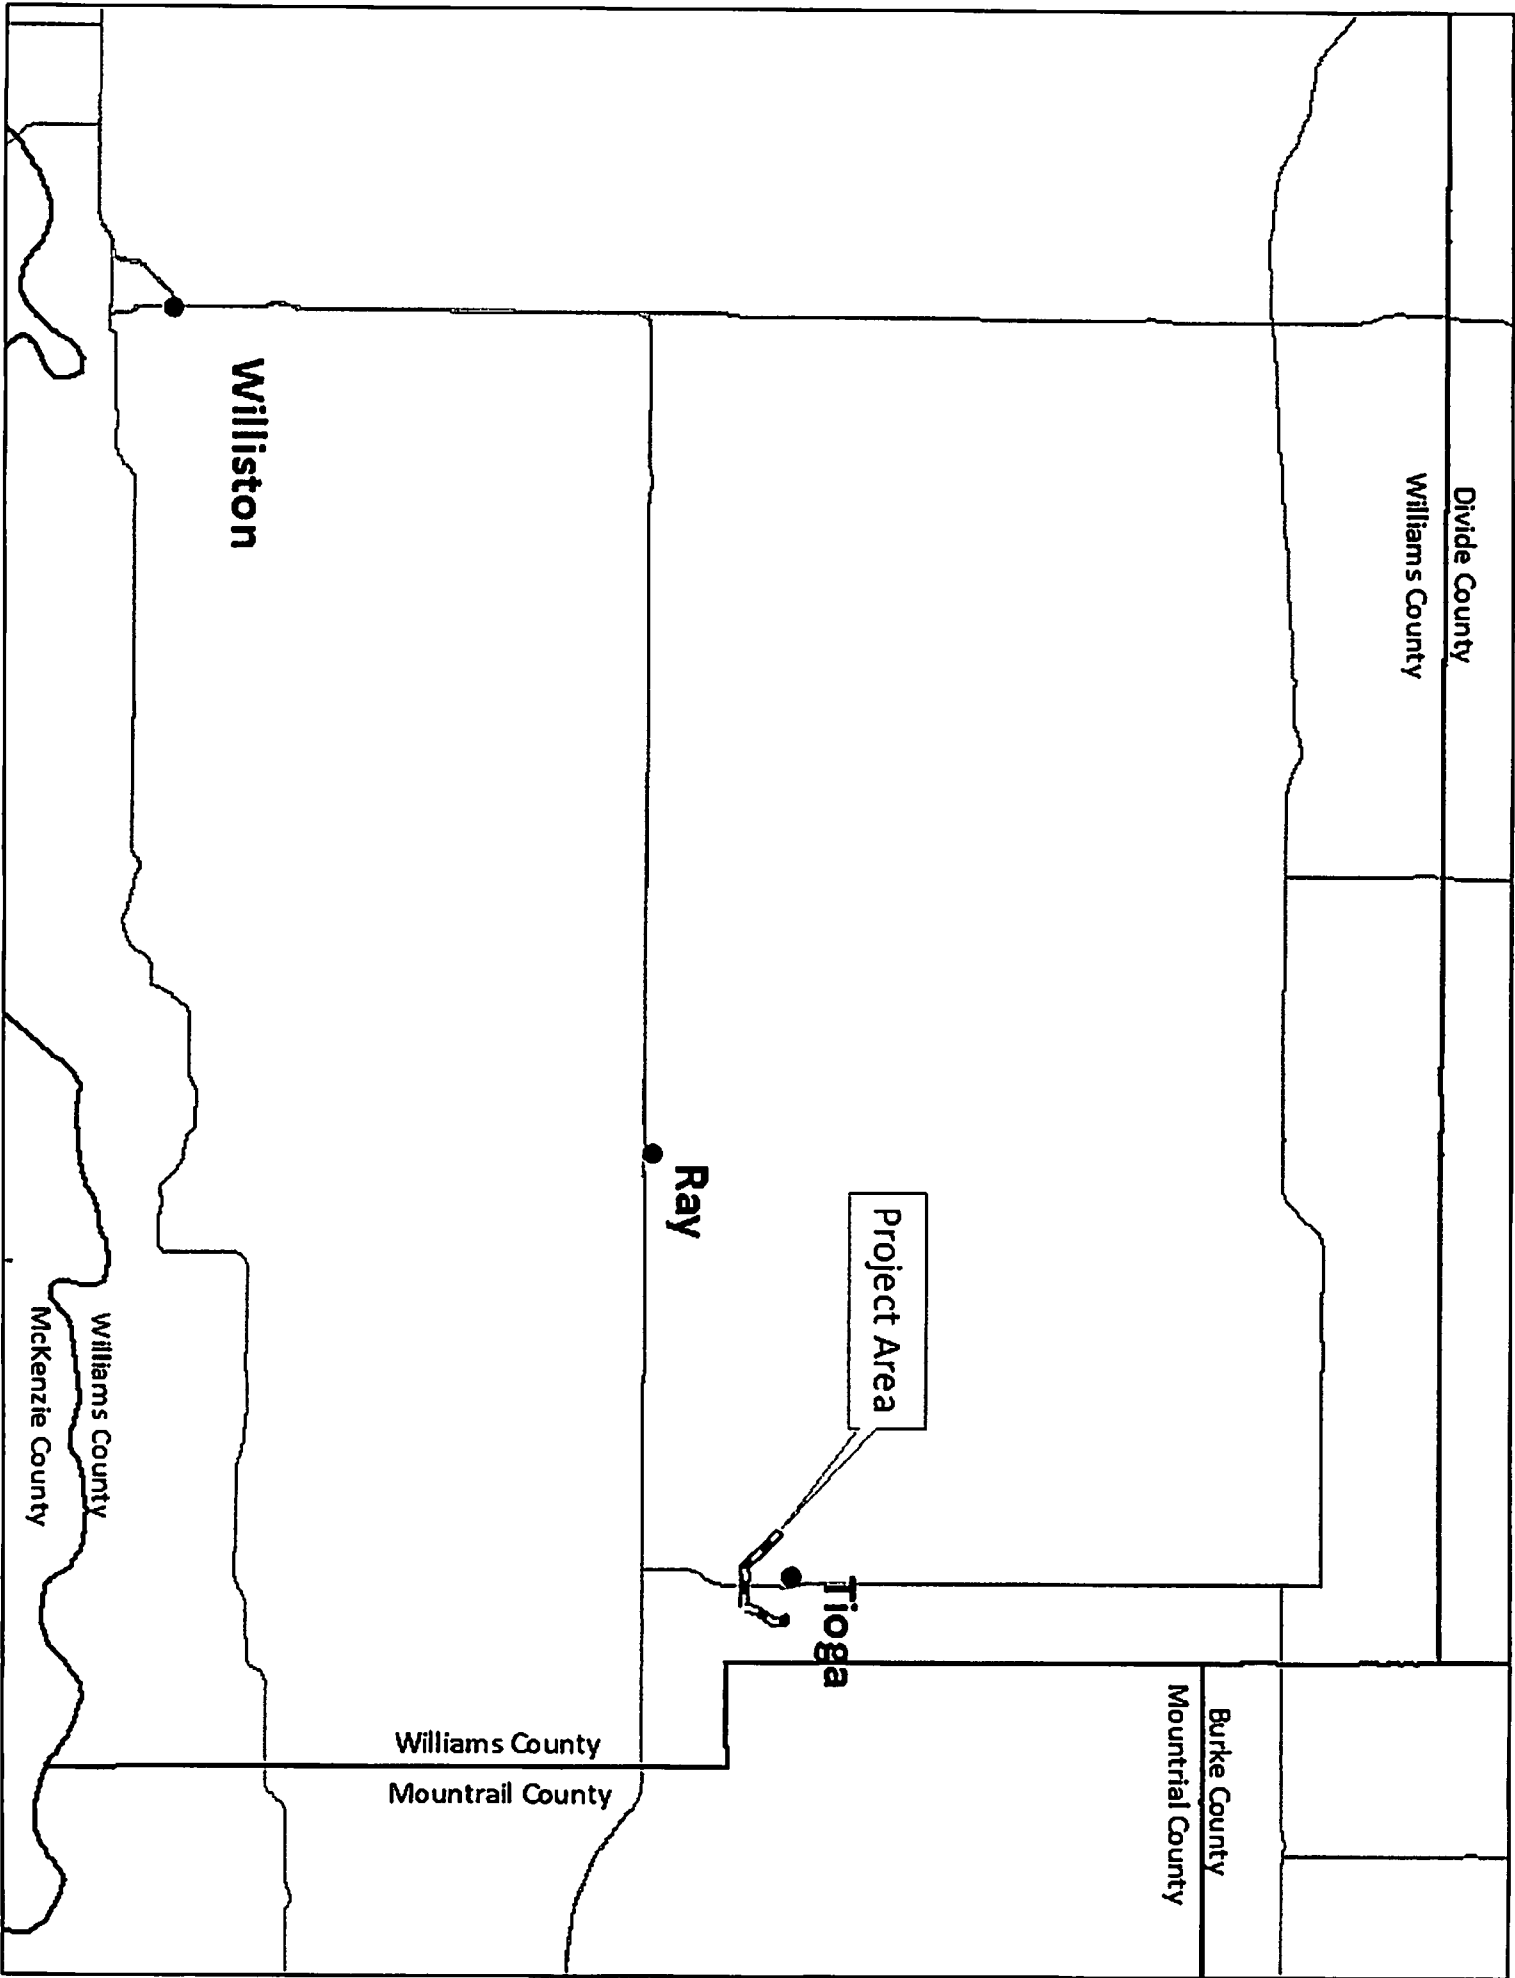 Divide County
Williams County
Burke County
Mountrial County
Project Area
Tioga
Ray
Williams County
Mountrail County
Williston
Williams County
McKenzie County